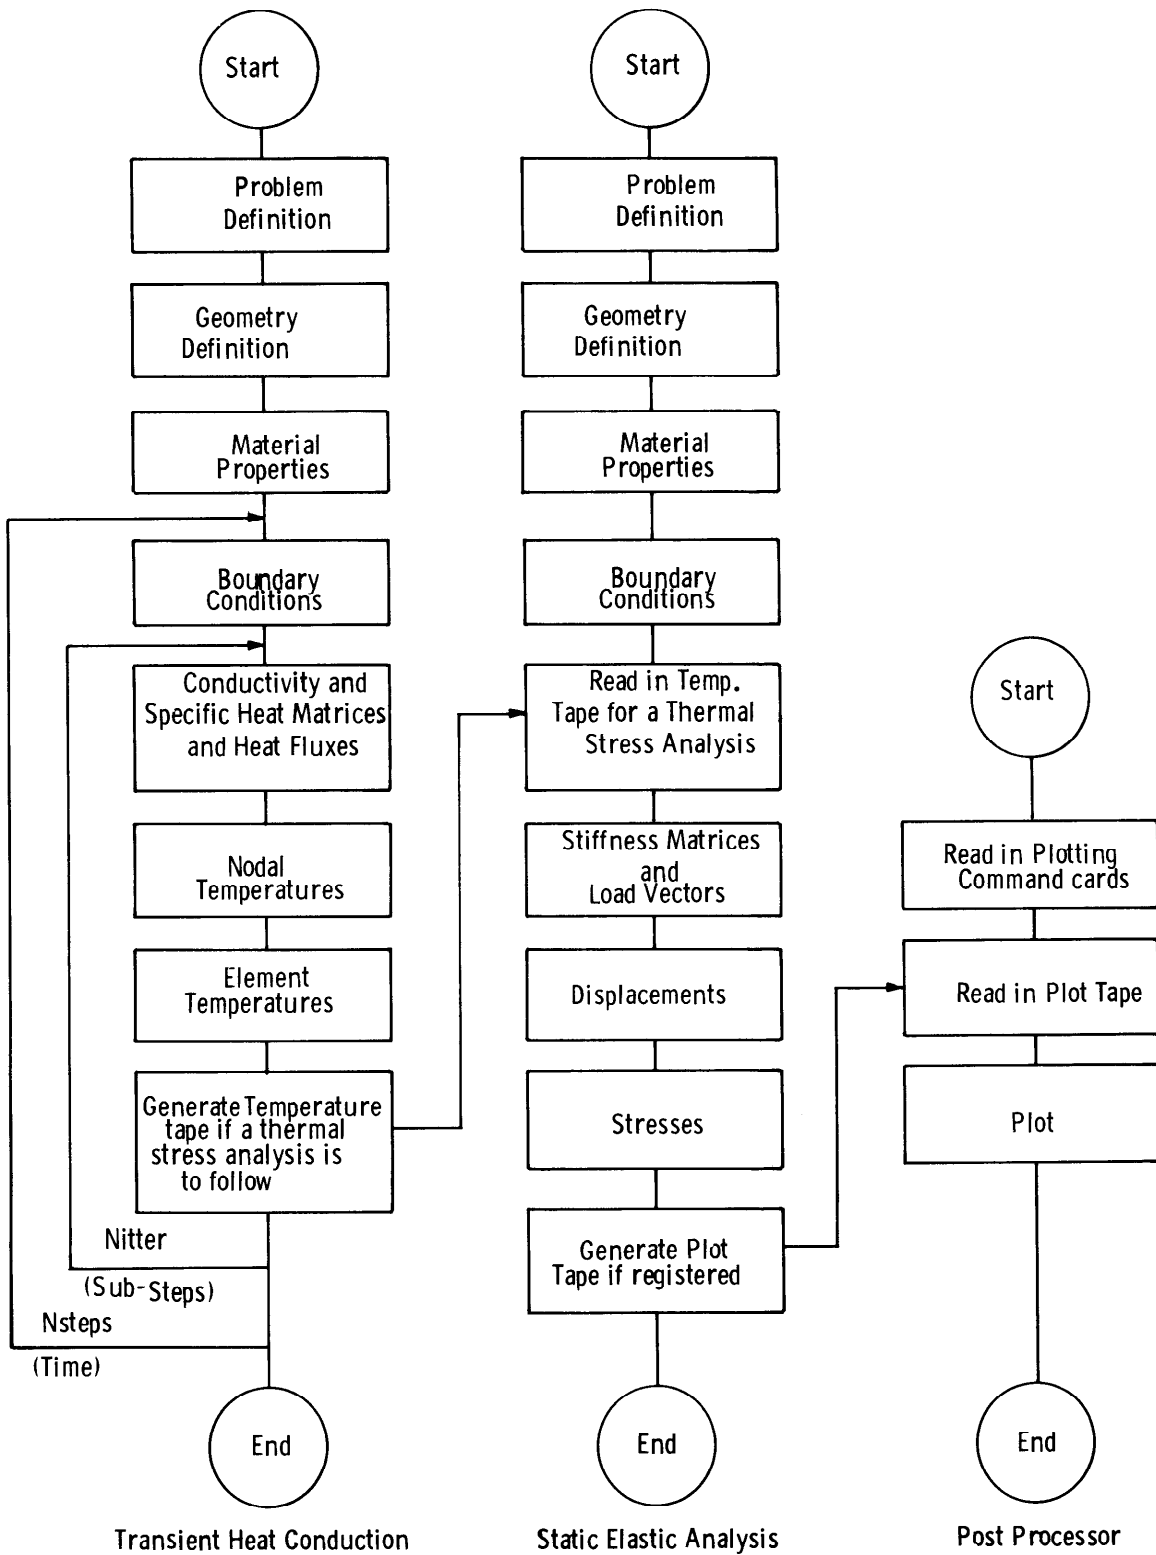 Start
Problem
Definition
Geometry
Definition
Material
Properties
Boundary
Conditions
Conductivity and
Specific Heat Matrices
and Heat Fluxes
Nodal
Temperatures
Element
Temperatures
Generate Temperature
tape if a thermal
stress analysis is
to follow
Nitter
(Sub-Steps)
Nsteps
(Time)
End
Transient Heat Conduction
Start
Problem
Definition
Geometry
Definition
Material
Properties
Boundary
Conditions
Read in Temp.
Tape for a Thermal
Stress Analysis
Stiffness Matrices
and
Load Vectors
Displacements
Stresses
Generate Plot
Tape if registered
End
Static Elastic Analysis
Start
Read in Plotting
Command cards
Read in Plot Tape
Plot
End
Post Processor